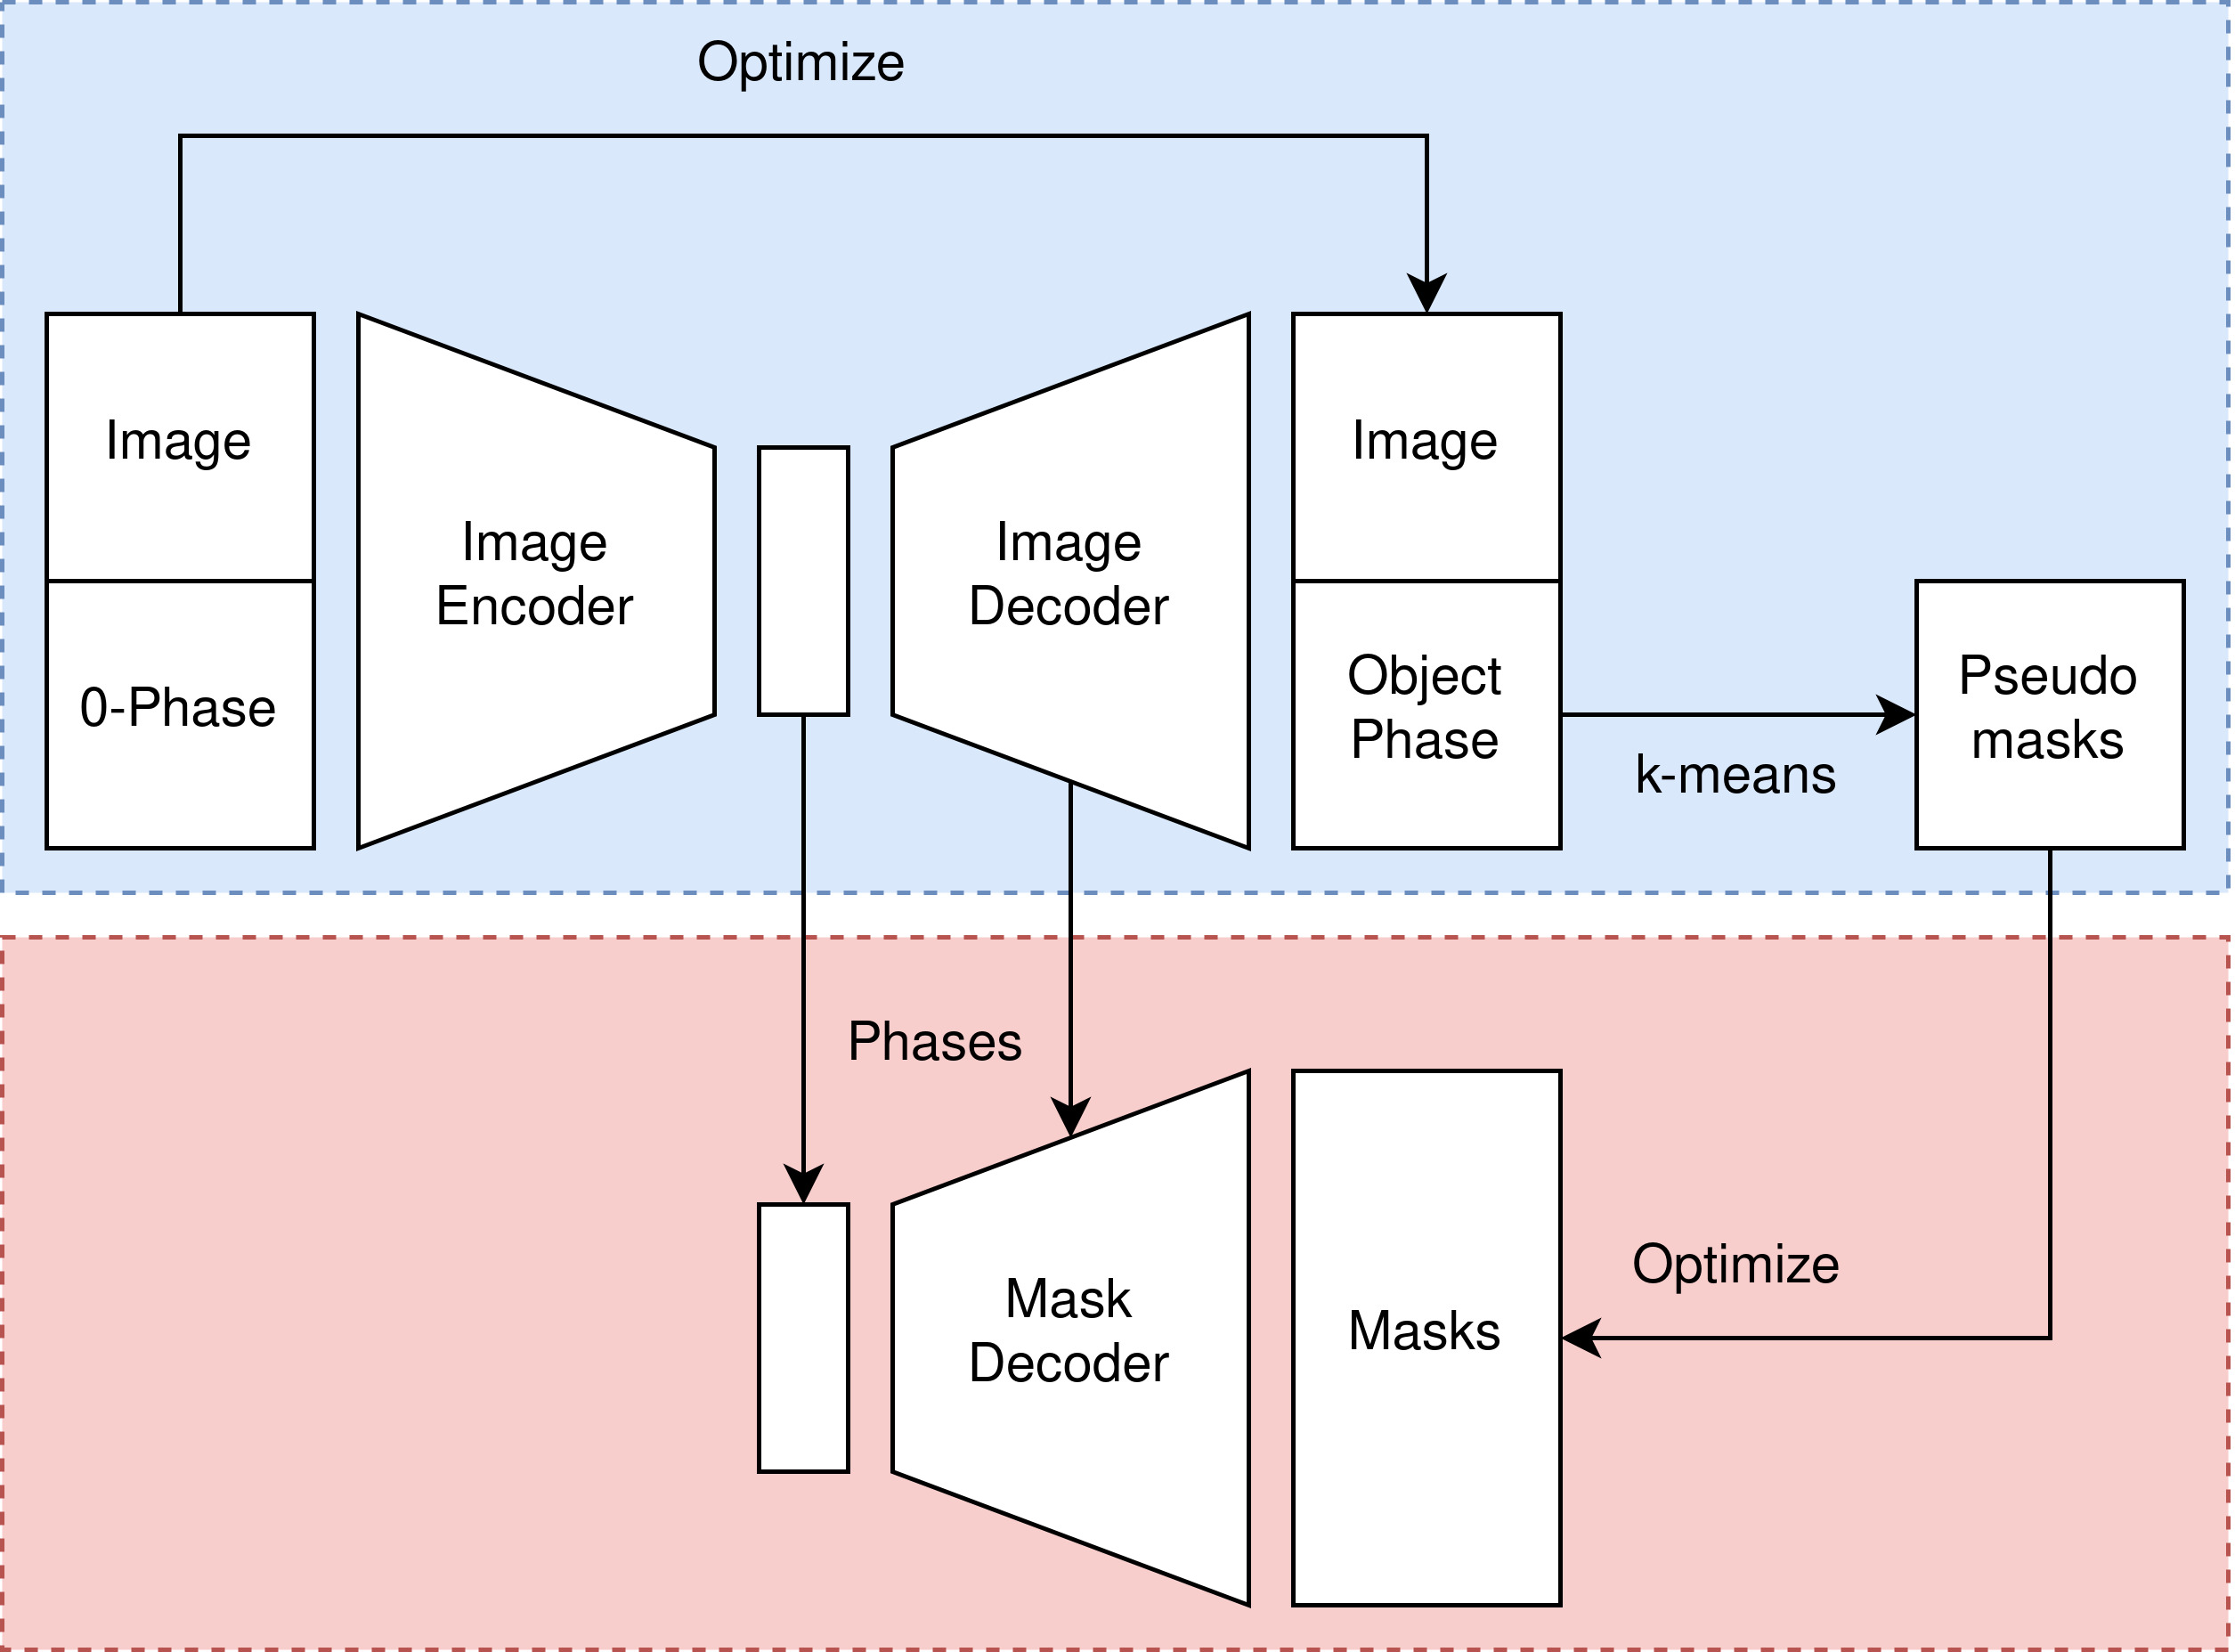 Optimize
Image
0-Phase
Image
Encoder
Image
Decoder
Image
Object
Phase
k-means
Pseudo
masks
Phases
Mask
Decoder
Masks
Optimize